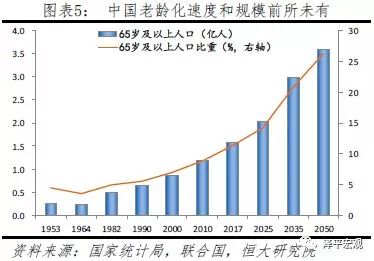 图表5： 中国老龄化速度和规模前所未有
65岁及以上人口（亿人）
65岁及以上人口比重（%，右轴）
4.0 30
3.5 25
3.0
2.5 20
2.0 15
1.5 10
1.0
0.5 5
0.0 0
1953 1964 1982 1990 2000 2010 2017 2025 2035 2050
资料来源：国家统计局，联合国，恒大研究院
泽平宏观